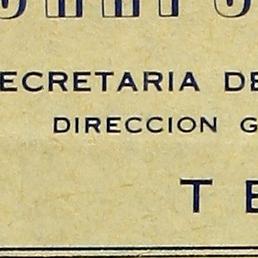 ECRETARIA DE
DIRECCION G
T E